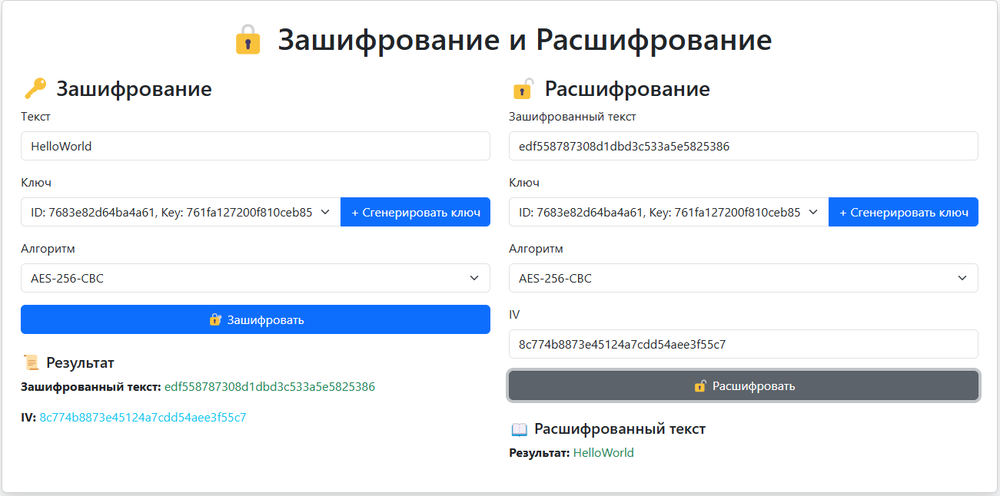 Зашифрование и Расшифрование
Зашифрование
Текст
HelloWorld
Ключ
ID: 7683e82d64ba4a61, Key: 761fa127200f810ceb85
+ Сгенерировать ключ
Алгоритм
AES-256-CBC
Зашифровать
Результат
Зашифрованный текст: edf558787308d1dbd3c533a5e5825386
IV: 8c774b8873e45124a7cdd54aee3f55c7
Расшифрование
Зашифрованный текст
edf558787308d1dbd3c533a5e5825386
Ключ
ID: 7683e82d64ba4a61, Key: 761fa127200f810ceb85
+ Сгенерировать ключ
Алгоритм
AES-256-CBC
IV
8c774b8873e45124a7cdd54aee3f55c7
Расшифровать
Расшифрованный текст
Результат: HelloWorld